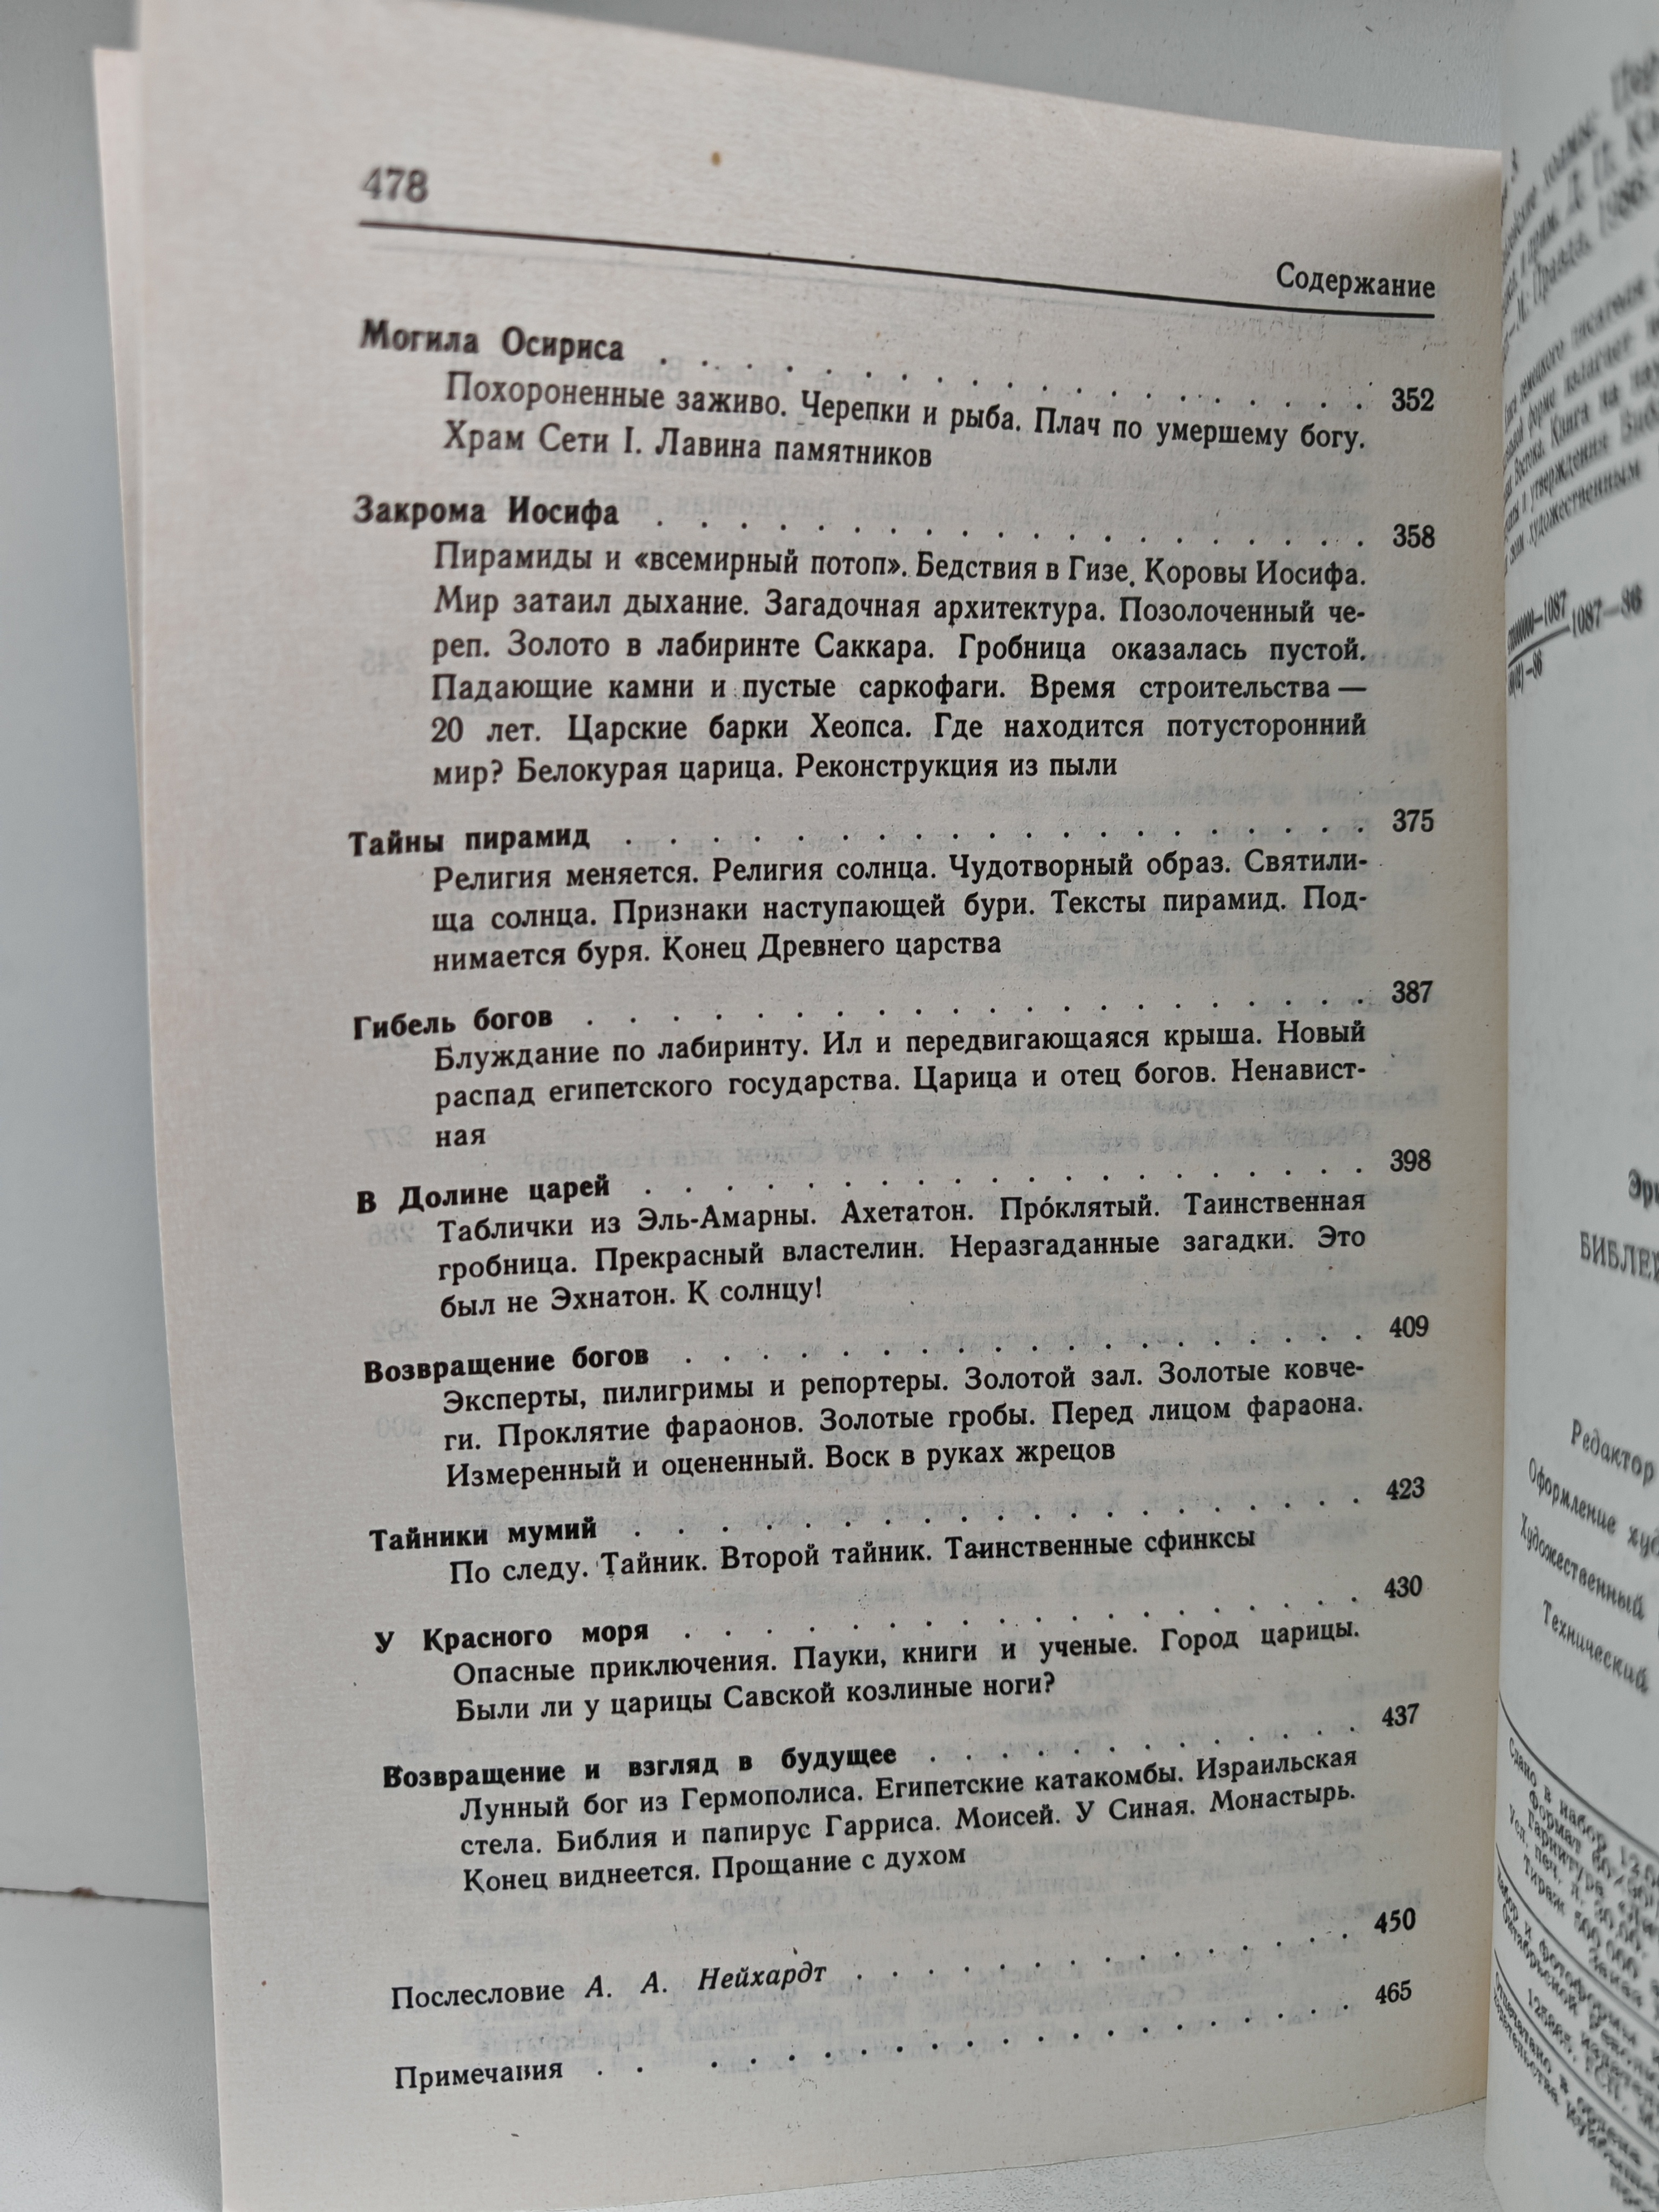 478
Содержание
Могила Осириса . . . . . . . . . . . . . . . . . . 352
Похороненные заживо. Черепки и рыба. Плач по умершему богу.
Храм Сети I. Лавина памятников
Закрома Иосифа . . . . . . . . . . . . . . . . . . 358
Пирамиды и «всемирный потоп». Бедствия в Гизе. Коровы Иосифа.
Мир затаил дыхание. Загадочная архитектура. Позолоченный че-
реп. Золото в лабиринте Саккара. Гробница оказалась пустой.
Падающие камни и пустые саркофаги. Время строительства —
20 лет. Царские барки Хеопса. Где находится потусторонний
мир? Белокурая царица. Реконструкция из пыли
Тайны пирамид . . . . . . . . . . . . . . . . . . 375
Религия меняется. Религия солнца. Чудотворный образ. Святили-
ща солнца. Признаки наступающей бури. Тексты пирамид. Под-
нимается буря. Конец Древнего царства
Гибель богов . . . . . . . . . . . . . . . . . . . 387
Блуждание по лабиринту. Ил и передвигающаяся крыша. Новый
распад египетского государства. Царица и отец богов. Ненавист-
ная
В Долине царей . . . . . . . . . . . . . . . . . . 398
Таблички из Эль-Амарны. Ахетатон. Про́клятый. Таинственная
гробница. Прекрасный властелин. Неразгаданные загадки. Это
был не Эхнатон. К солнцу!
Возвращение богов . . . . . . . . . . . . . . . . . 409
Эксперты, пилигримы и репортеры. Золотой зал. Золотые ковче-
ги. Проклятие фараонов. Золотые гробы. Перед лицом фараона.
Измеренный и оцененный. Воск в руках жрецов
Тайники мумий . . . . . . . . . . . . . . . . . . 423
По следу. Тайник. Второй тайник. Таинственные сфинксы
У Красного моря . . . . . . . . . . . . . . . . . 430
Опасные приключения. Пауки, книги и ученые. Город царицы.
Были ли у царицы Савской козлиные ноги?
Возвращение и взгляд в будущее . . . . . . . . . . . 437
Лунный бог из Гермополиса. Египетские катакомбы. Израильская
стела. Библия и папирус Гарриса. Моисей. У Синая. Монастырь.
Конец виднеется. Прощание с духом
Послесловие А. А. Нейхардт . . . . . . . . . . . . . 450
Примечания . . . . . . . . . . . . . . . . . . 465
1087—86
Редактор
Оформление
Художественный
Технический